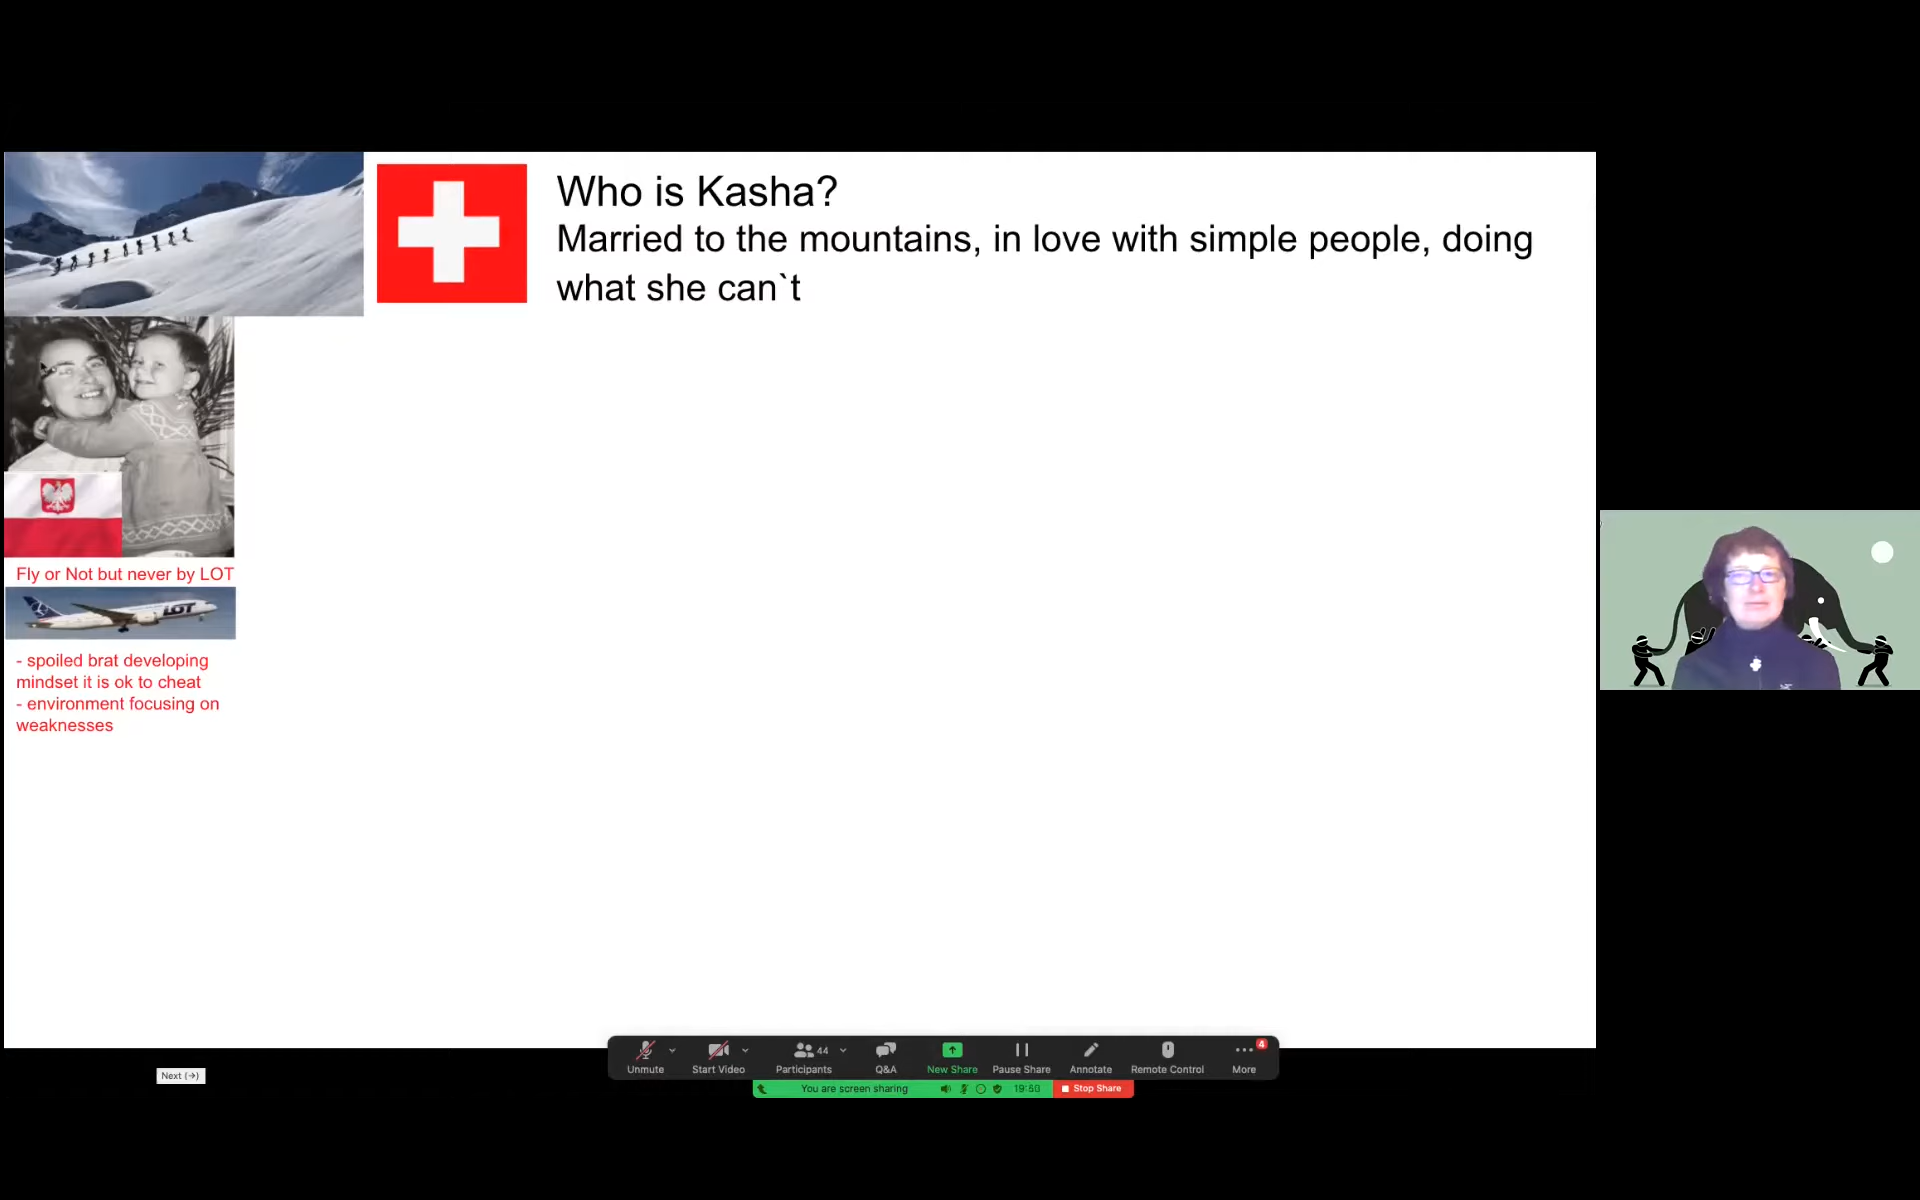 Who is Kasha?
Married to the mountains, in love with simple people, doing
what she can`t
Fly or Not but never by LOT
LOT
- spoiled brat developing
mindset it is ok to cheat
- environment focusing on
weaknesses
Next (→)
Unmute
Start Video
44
Participants
Q&A
New Share
Pause Share
Annotate
Remote Control
4
More
You are screen sharing
19:50
Stop Share